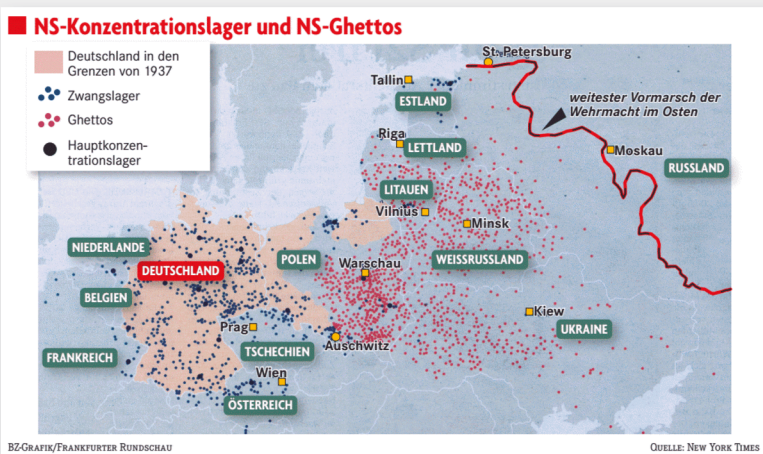 NS-Konzentrationslager und NS-Ghettos
Deutschland in den
Grenzen von 1937
Zwangslager
Ghettos
Hauptkonzen-
trationslager
St. Petersburg
Tallin
ESTLAND
weitester Vormarsch der
Wehrmacht im Osten
Riga
LETTLAND
Moskau
RUSSLAND
LITAUEN
Vilnius
Minsk
NIEDERLANDE
DEUTSCHLAND
POLEN
Warschau
WEISSRUSSLAND
BELGIEN
Prag
Kiew
UKRAINE
FRANKREICH
TSCHECHIEN
Auschwitz
Wien
ÖSTERREICH
BZ-Grafik/Frankfurter Rundschau
Quelle: New York Times